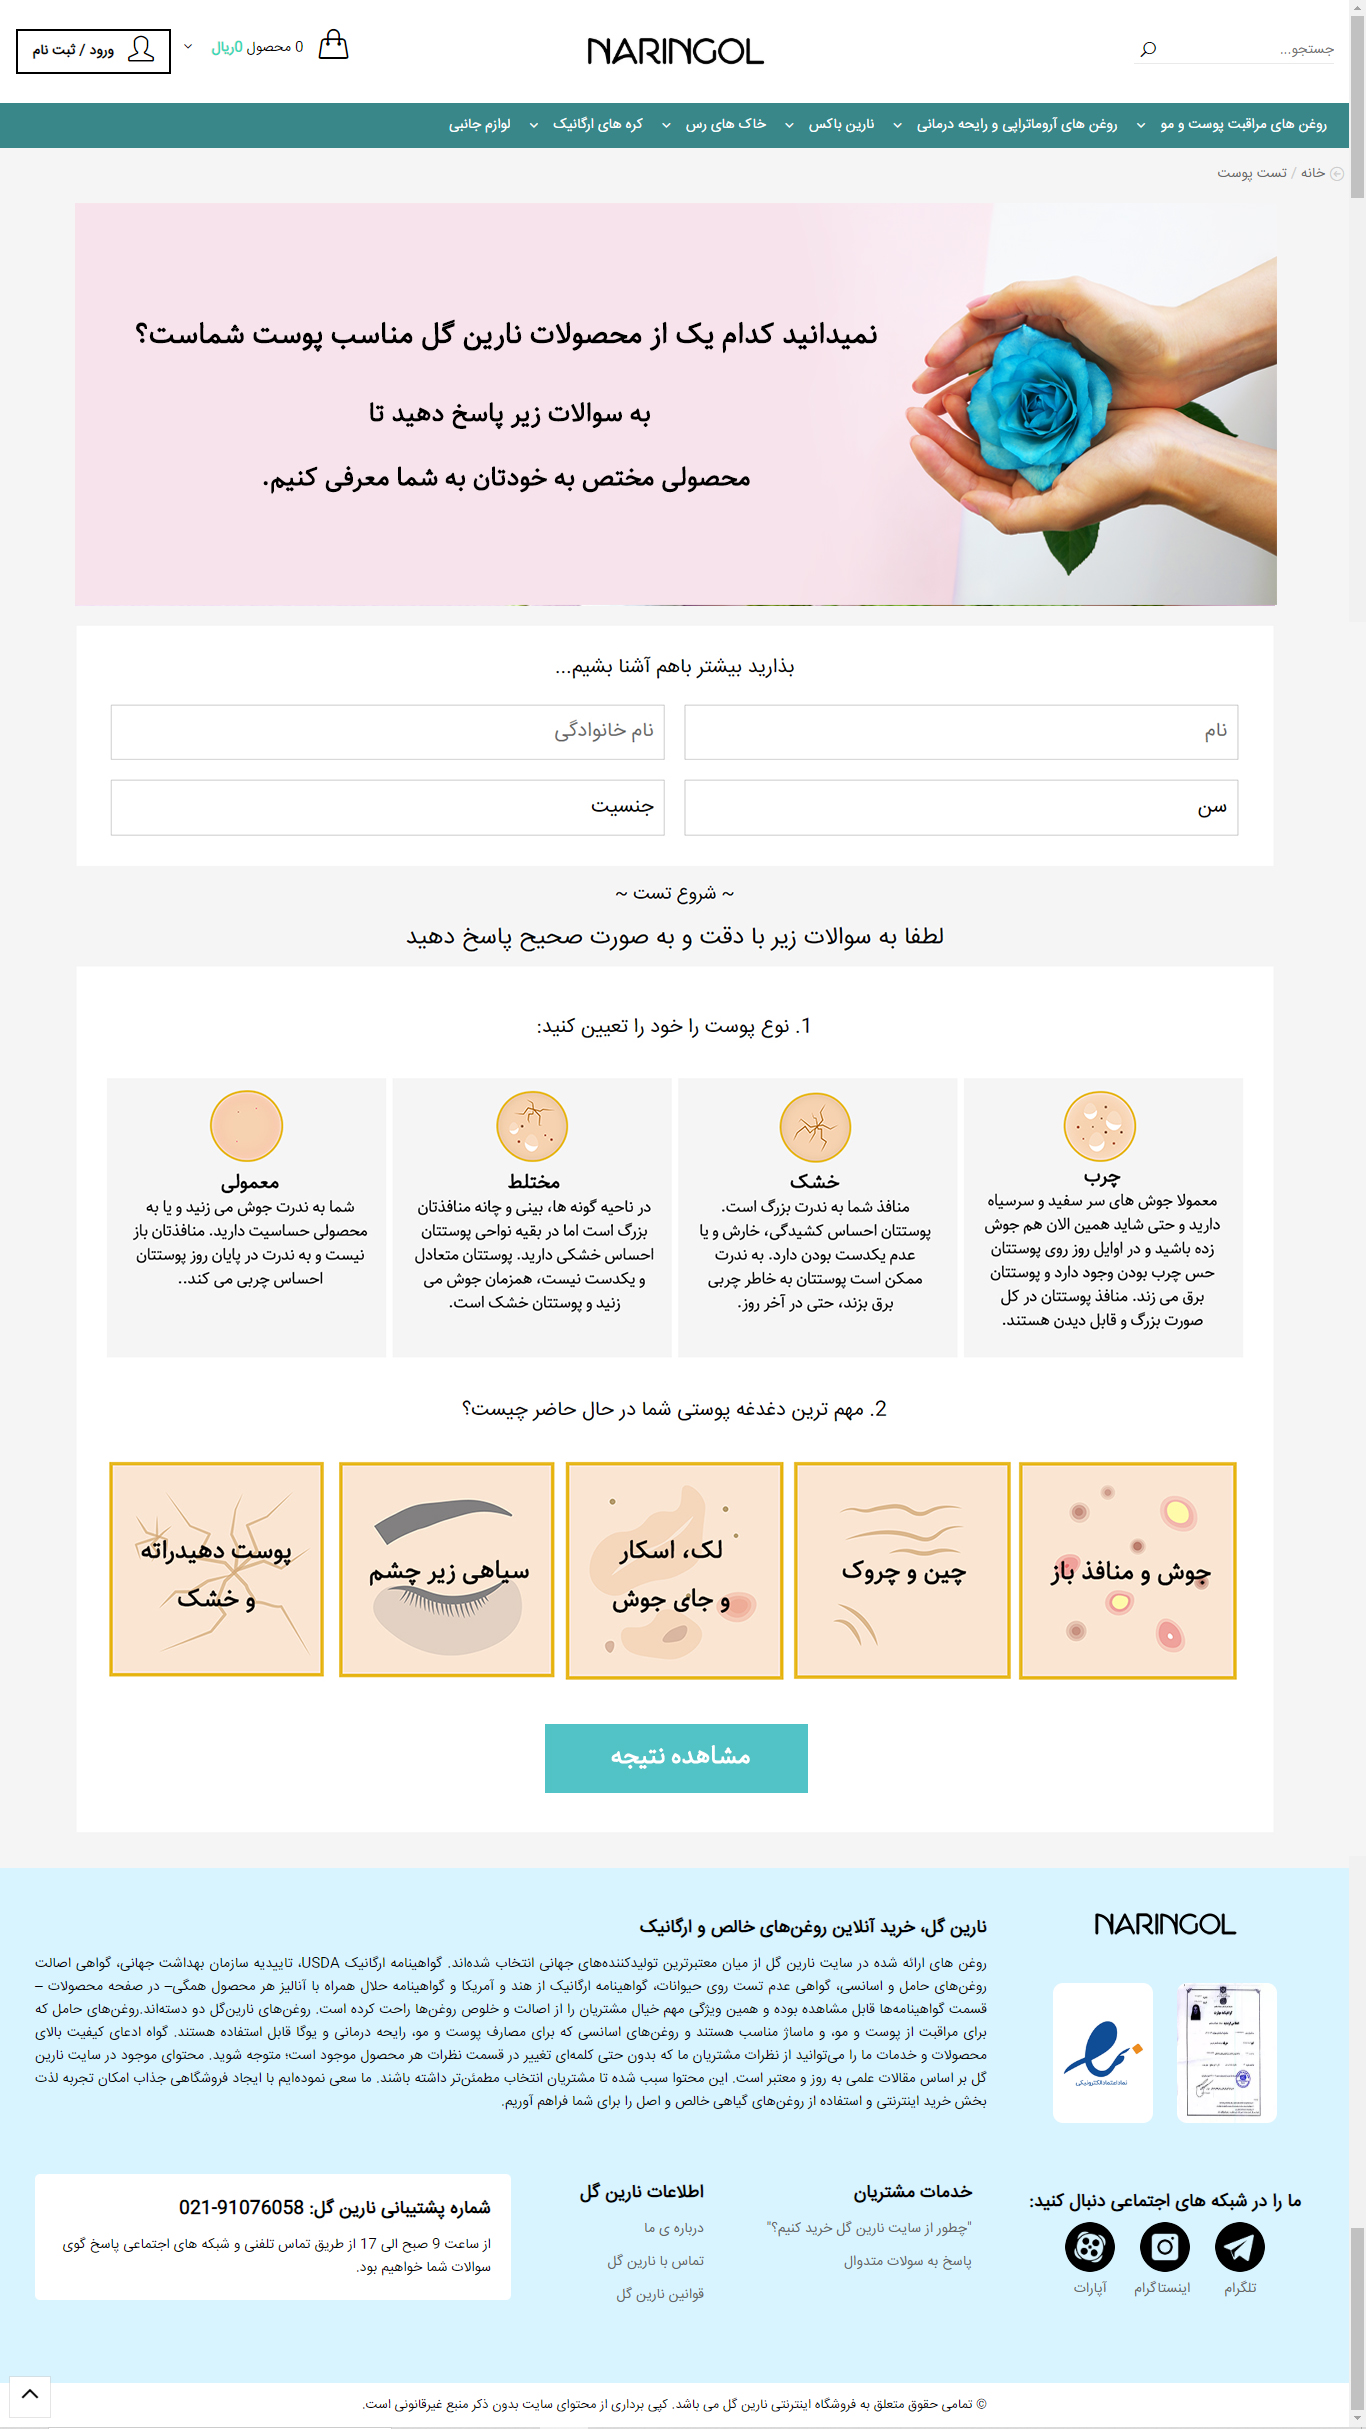 جستجو...
NARINGOL
0 محصول 0ریال
ورود / ثبت نام
روغن های مراقبت پوست و مو
روغن های آروماتراپی و رایحه درمانی
نارین باکس
خاک های رس
کره های ارگانیک
لوازم جانبی
خانه / تست پوست
نمیدانید کدام یک از محصولات نارین گل مناسب پوست شماست؟
به سوالات زیر پاسخ دهید تا
محصولی مختص به خودتان به شما معرفی کنیم.
بذارید بیشتر باهم آشنا بشیم...
نام
نام خانوادگی
سن
جنسیت
~ شروع تست ~
لطفا به سوالات زیر با دقت و به صورت صحیح پاسخ دهید
1. نوع پوست را خود را تعیین کنید:
چرب
معمولا جوش های سر سفید و سرسیاه
دارید و حتی شاید همین الان هم جوش
زده باشید و در اوایل روز روی پوستتان
حس چرب بودن وجود دارد و پوستتان
برق می زند. منافذ پوستتان در کل
صورت بزرگ و قابل دیدن هستند.
خشک
منافذ شما به ندرت بزرگ است.
پوستتان احساس کشیدگی، خارش و یا
عدم یکدست بودن دارد. به ندرت
ممکن است پوستتان به خاطر چربی
برق بزند، حتی در آخر روز.
مختلط
در ناحیه گونه ها، بینی و چانه منافذتان
بزرگ است اما در بقیه نواحی پوستتان
احساس خشکی دارید. پوستتان متعادل
و یکدست نیست، همزمان جوش می
زنید و پوستتان خشک است.
معمولی
شما به ندرت جوش می زنید و یا به
محصولی حساسیت دارید. منافذتان باز
نیست و به ندرت در پایان روز پوستتان
احساس چربی می کند..
2. مهم ترین دغدغه پوستی شما در حال حاضر چیست؟
جوش و منافذ باز
چین و چروک
لک، اسکار
و جای جوش
سیاهی زیر چشم
پوست دهیدراته
و خشک
مشاهده نتیجه
NARINGOL
نماد اعتماد الکترونیکی
نارین گل، خرید آنلاین روغن‌های خالص و ارگانیک
روغن های ارائه شده در سایت نارین گل از میان معتبرترین تولیدکننده‌های جهانی انتخاب شده‌اند. گواهینامه ارگانیک USDA، تاییدیه سازمان بهداشت جهانی، گواهی اصالت
روغن‌های حامل و اسانسی، گواهی عدم تست روی حیوانات، گواهینامه ارگانیک از هند و آمریکا و گواهینامه حلال همراه با آنالیز هر محصول همگی– در صفحه محصولات –
قسمت گواهینامه‌ها قابل مشاهده بوده و همین ویژگی مهم خیال مشتریان را از اصالت و خلوص روغن‌ها راحت کرده است. روغن‌های نارین‌گل دو دسته‌اند.روغن‌های حامل که
برای مراقبت از پوست و مو، و ماساژ مناسب هستند و روغن‌های اسانسی که برای مصارف پوست و مو، رایحه درمانی و یوگا قابل استفاده هستند. گواه ادعای کیفیت بالای
محصولات و خدمات ما را می‌توانید از نظرات مشتریان ما که بدون حتی کلمه‌ای تغییر در قسمت نظرات هر محصول موجود است؛ متوجه شوید. محتوای موجود در سایت نارین
گل بر اساس مقالات علمی به روز و معتبر است. این محتوا سبب شده تا مشتریان انتخاب مطمئن‌تر داشته باشند. ما سعی نموده‌ایم با ایجاد فروشگاهی جذاب امکان تجربه لذت
بخش خرید اینترنتی و استفاده از روغن‌های گیاهی خالص و اصل را برای شما فراهم آوریم.
ما را در شبکه های اجتماعی دنبال کنید:
تلگرام
اینستاگرام
آپارات
خدمات مشتریان
"چطور از سایت نارین گل خرید کنیم؟"
پاسخ به سولات متدوال
اطلاعات نارین گل
درباره ی ما
تماس با نارین گل
قوانین نارین گل
شماره پشتیبانی نارین گل: 91076058-021
از ساعت 9 صبح الی 17 از طریق تماس تلفنی و شبکه های اجتماعی پاسخ گوی
سوالات شما خواهیم بود.
© تمامی حقوق متعلق به فروشگاه اینترنتی نارین گل می باشد. کپی برداری از محتوای سایت بدون ذکر منبع غیرقانونی است.